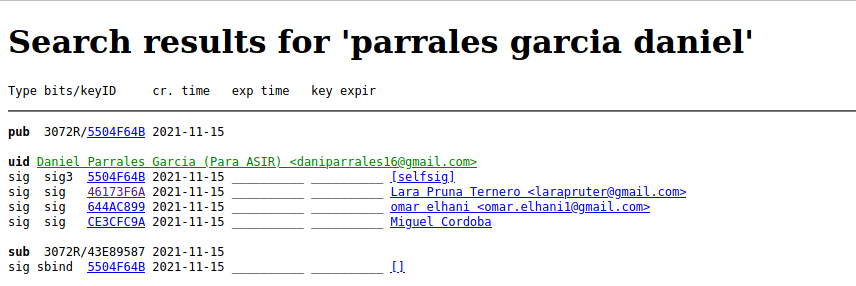 Search results for 'parrales garcia daniel'
Type bits/keyID     cr. time   exp time   key expir
pub  3072R/5504F64B 2021-11-15
uid Daniel Parrales Garcia (Para ASIR) <daniparrales16@gmail.com>
sig  sig3  5504F64B 2021-11-15 __________ __________ [selfsig]
sig  sig   46173F6A 2021-11-15 __________ __________ Lara Pruna Ternero <larapruter@gmail.com>
sig  sig   644AC899 2021-11-15 __________ __________ omar elhani <omar.elhani1@gmail.com>
sig  sig   CE3CFC9A 2021-11-15 __________ __________ Miguel Cordoba
sub  3072R/43E89587 2021-11-15
sig sbind  5504F64B 2021-11-15 __________ __________ []